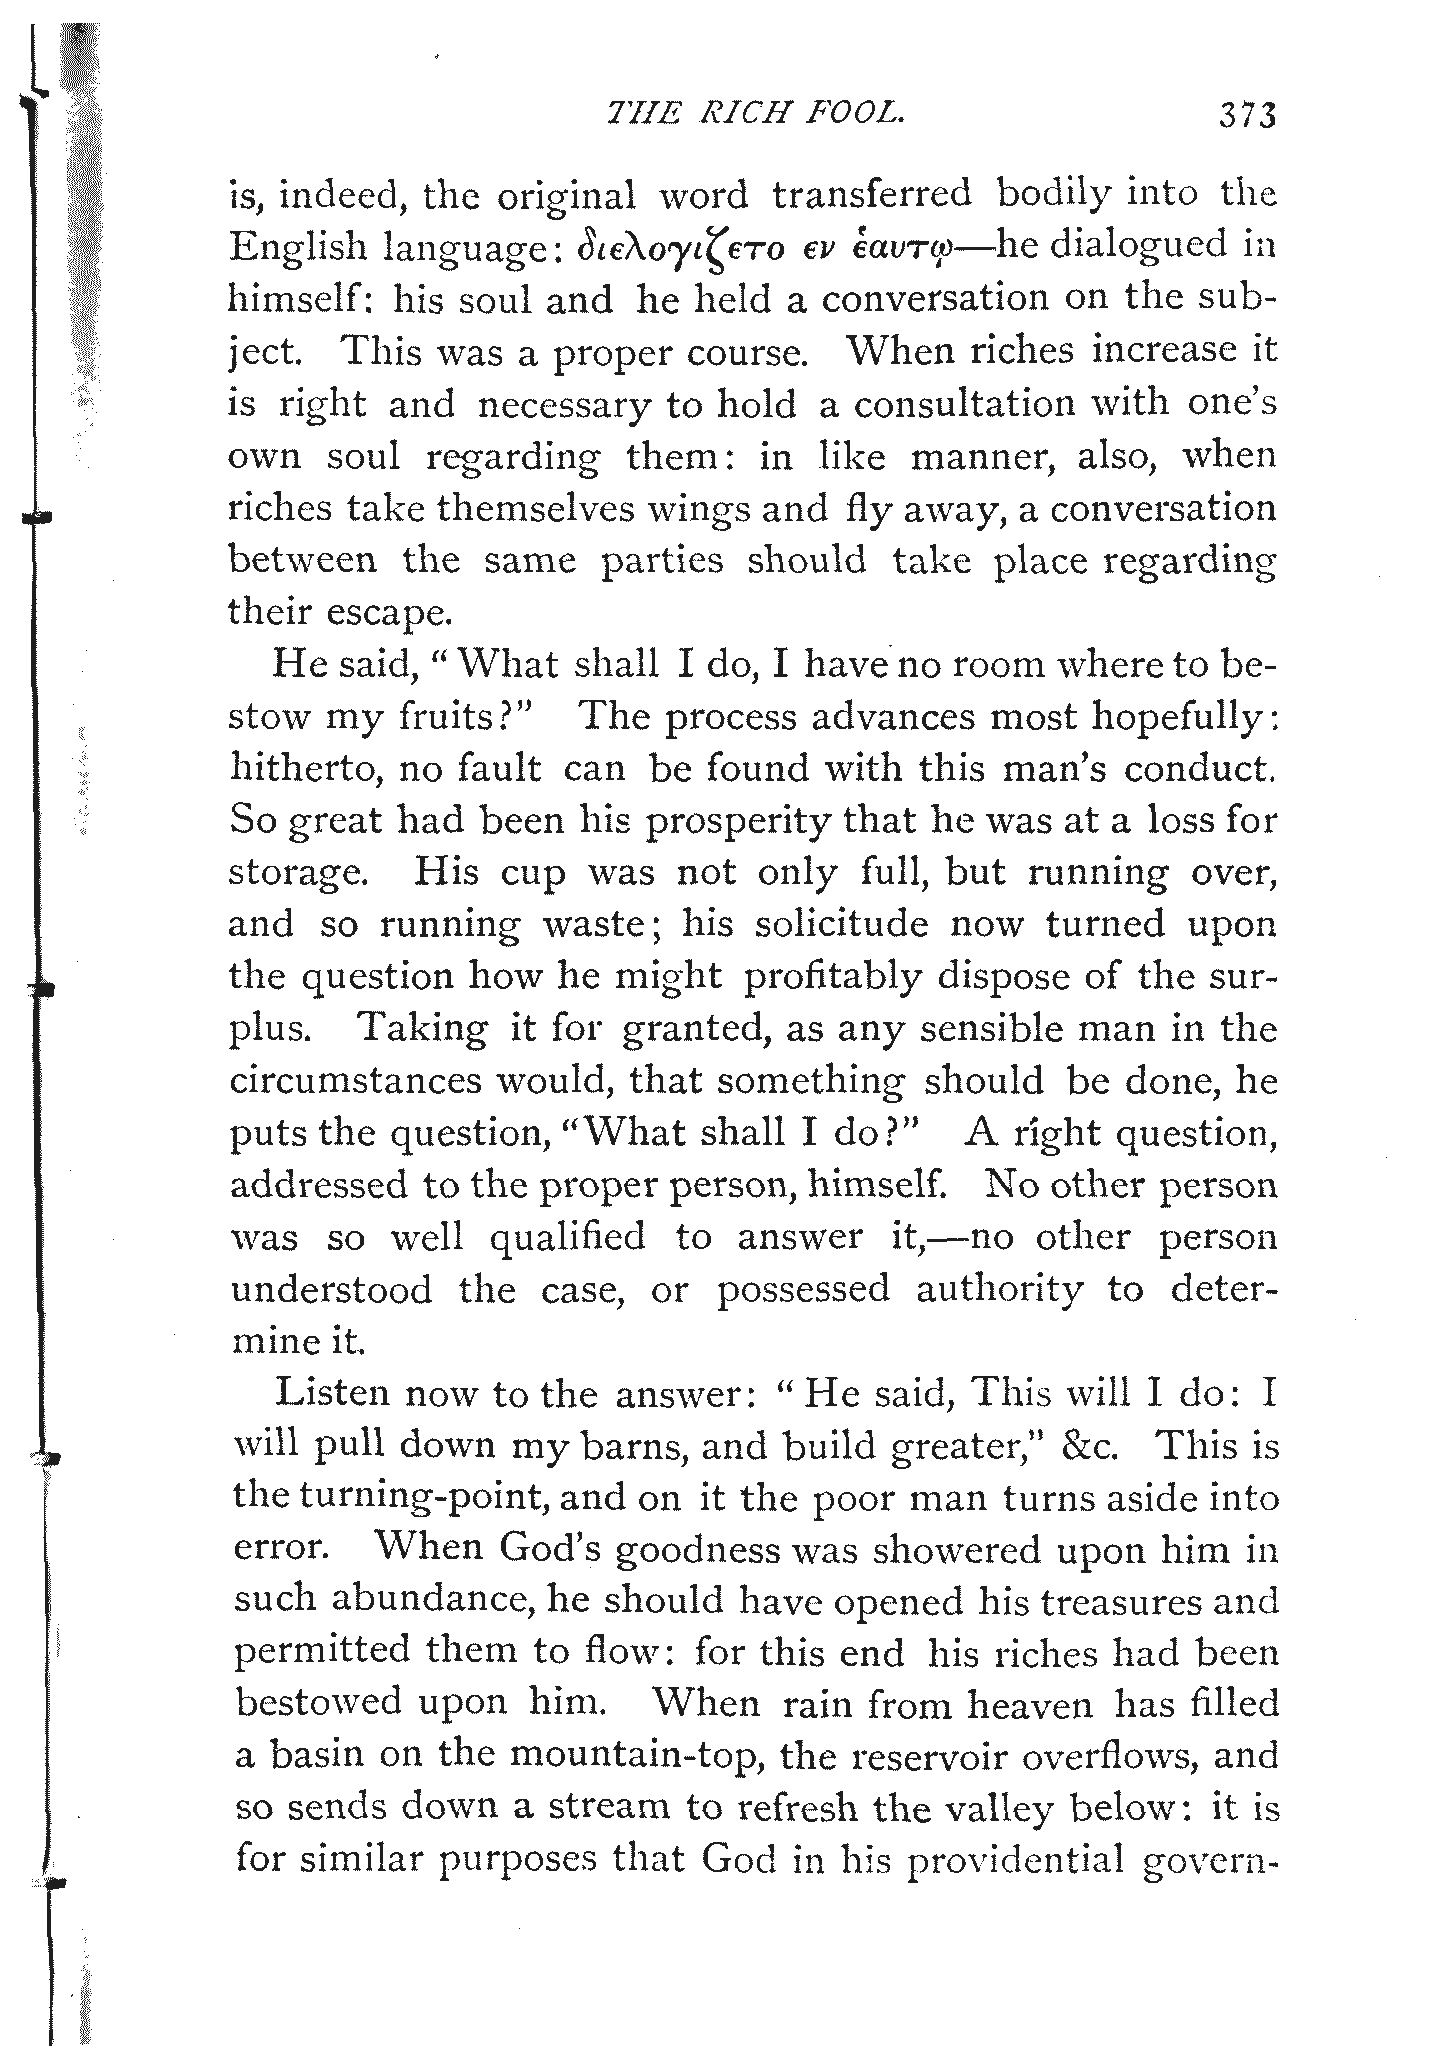 THE RICH FOOL. 373
is, indeed, the original word transferred bodily into the
English language: διελογιζετο εν ἑαυτῳ—he dialogued in
himself: his soul and he held a conversation on the sub-
ject. This was a proper course. When riches increase it
is right and necessary to hold a consultation with one's
own soul regarding them: in like manner, also, when
riches take themselves wings and fly away, a conversation
between the same parties should take place regarding
their escape.
He said, "What shall I do, I have no room where to be-
stow my fruits?" The process advances most hopefully:
hitherto, no fault can be found with this man's conduct.
So great had been his prosperity that he was at a loss for
storage. His cup was not only full, but running over,
and so running waste; his solicitude now turned upon
the question how he might profitably dispose of the sur-
plus. Taking it for granted, as any sensible man in the
circumstances would, that something should be done, he
puts the question, "What shall I do?" A right question,
addressed to the proper person, himself. No other person
was so well qualified to answer it,—no other person
understood the case, or possessed authority to deter-
mine it.
Listen now to the answer: "He said, This will I do: I
will pull down my barns, and build greater," &c. This is
the turning-point, and on it the poor man turns aside into
error. When God's goodness was showered upon him in
such abundance, he should have opened his treasures and
permitted them to flow: for this end his riches had been
bestowed upon him. When rain from heaven has filled
a basin on the mountain-top, the reservoir overflows, and
so sends down a stream to refresh the valley below: it is
for similar purposes that God in his providential govern-